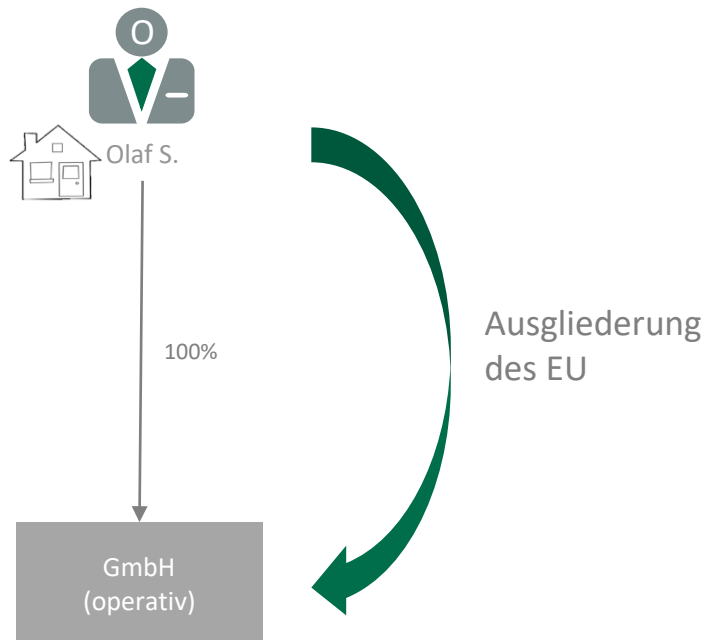 O
Olaf S.
100%
Ausgliederung
des EU
GmbH
(operativ)